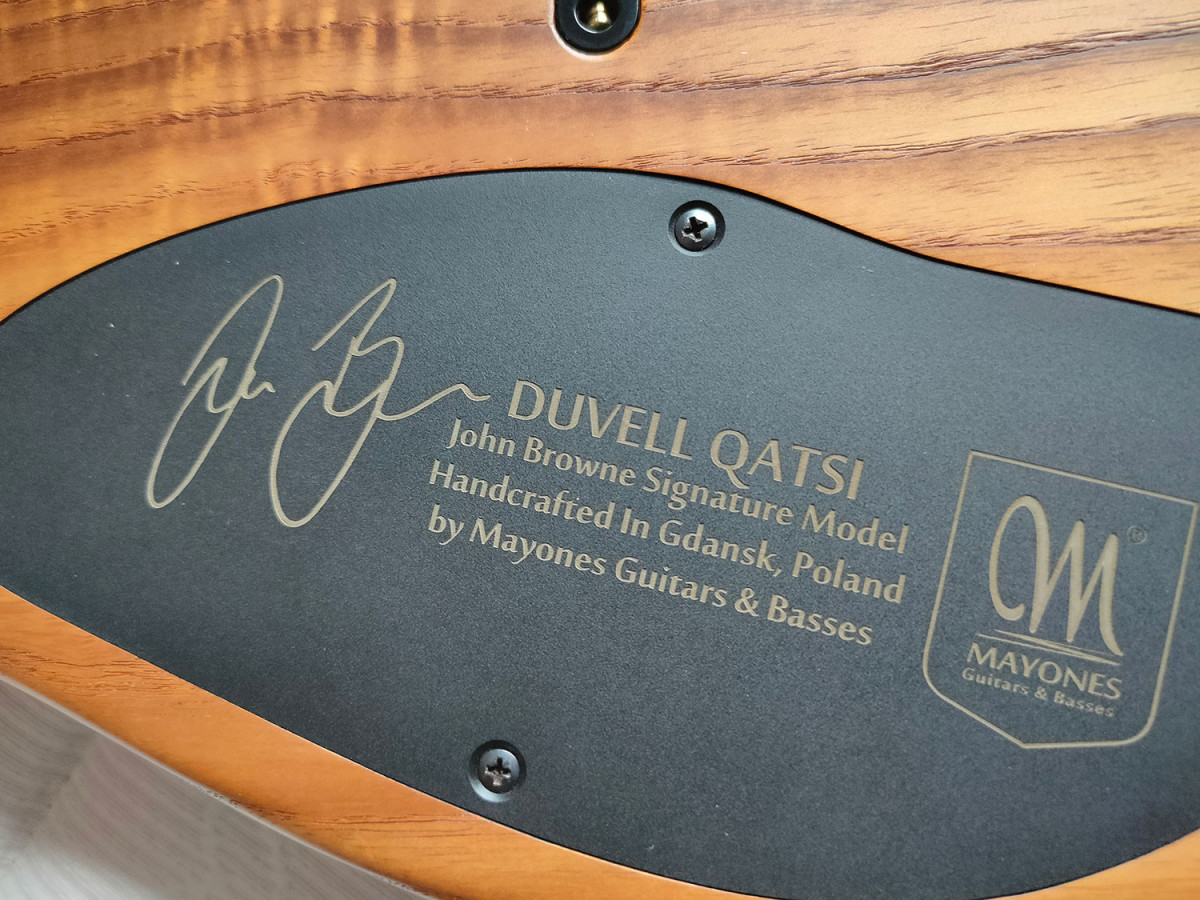 DUVELL QATSI
John Browne Signature Model
Handcrafted In Gdansk, Poland
by Mayones Guitars & Basses
M®
MAYONES
Guitars & Basses